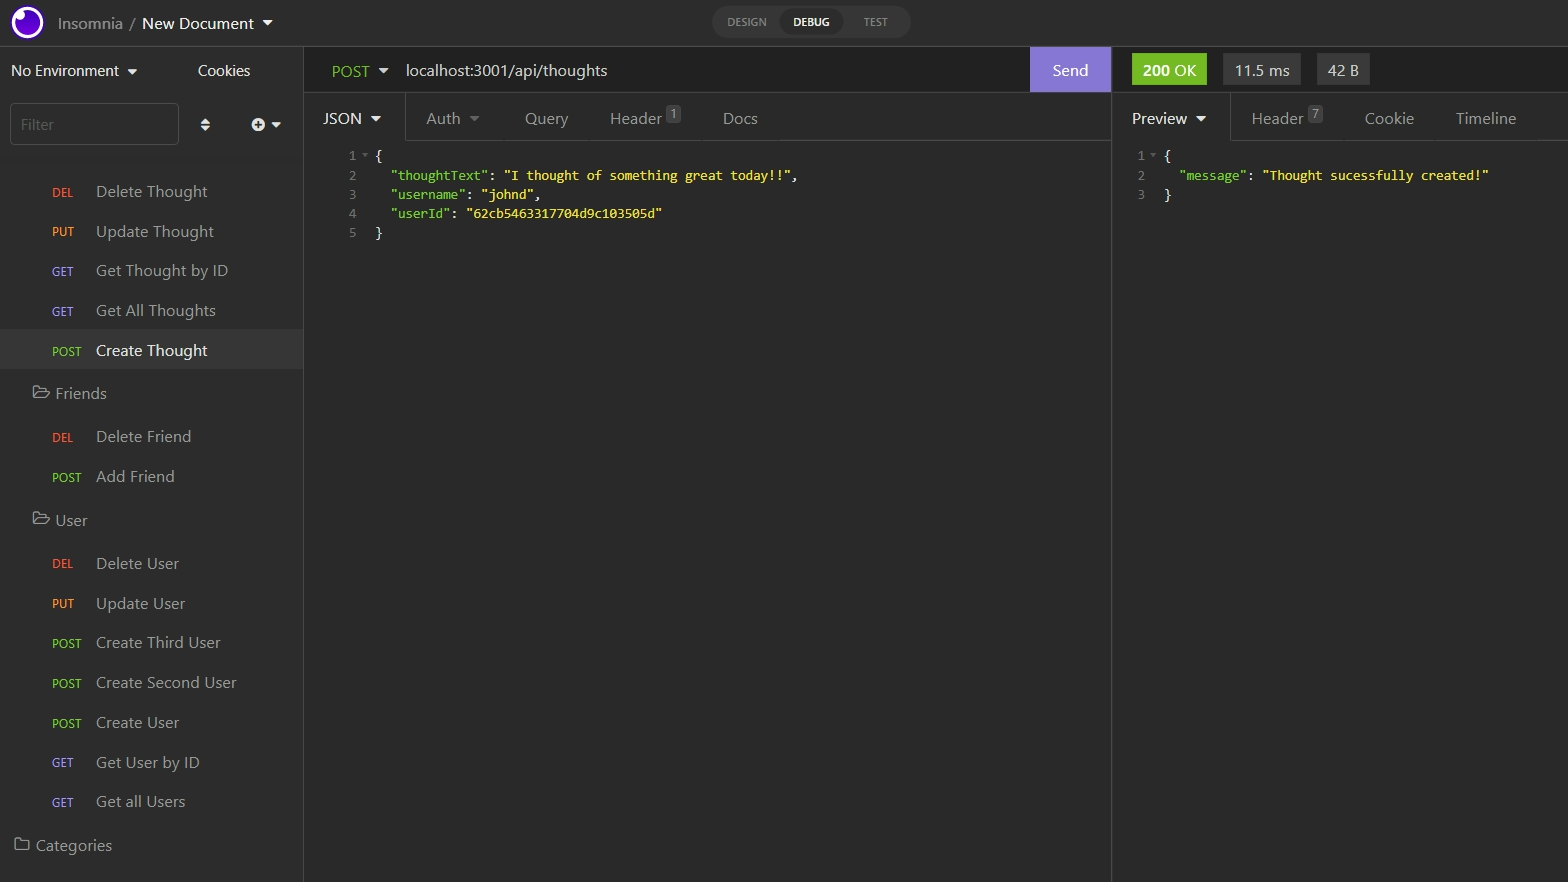 Insomnia / New Document
DESIGN DEBUG TEST
No Environment Cookies
POST localhost:3001/api/thoughts Send
200 OK 11.5 ms 42 B
Filter
JSON Auth Query Header 1 Docs
Preview Header 7 Cookie Timeline
1 {
2 "thoughtText": "I thought of something great today!!",
3 "username": "johnd",
4 "userId": "62cb5463317704d9c103505d"
5 }
1 {
2 "message": "Thought sucessfully created!"
3 }
DEL Delete Thought
PUT Update Thought
GET Get Thought by ID
GET Get All Thoughts
POST Create Thought
Friends
DEL Delete Friend
POST Add Friend
User
DEL Delete User
PUT Update User
POST Create Third User
POST Create Second User
POST Create User
GET Get User by ID
GET Get all Users
Categories